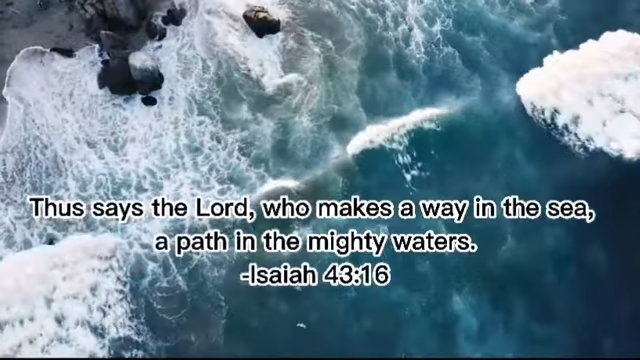 Thus says the Lord, who makes a way in the sea,
a path in the mighty waters.
-Isaiah 43:16